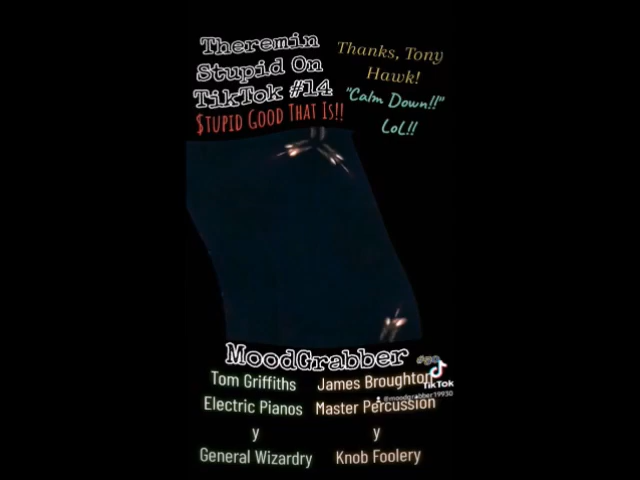 Theremin
Stupid On
TikTok #14
$tupid Good That Is!!
Thanks, Tony
Hawk!
"Calm Down!!"
LoL!!
MoodGrabber
Tom Griffiths
Electric Pianos
y
General Wizardry
James Broughton
Master Percussion
y
Knob Foolery
TikTok
@moodgrabber19930